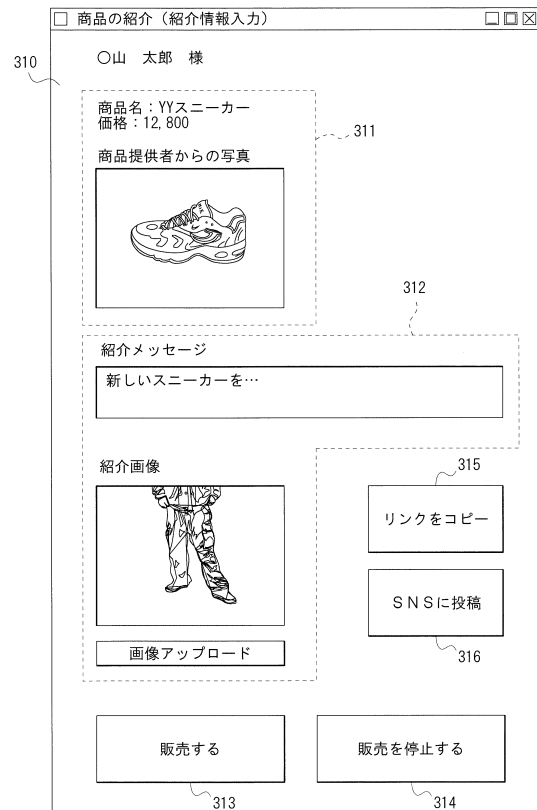 商品の紹介（紹介情報入力）
310
○山　太郎　様
商品名：YYスニーカー
価格：12,800
311
商品提供者からの写真
312
紹介メッセージ
新しいスニーカーを…
紹介画像
315
リンクをコピー
ＳＮＳに投稿
316
画像アップロード
販売する
販売を停止する
313
314